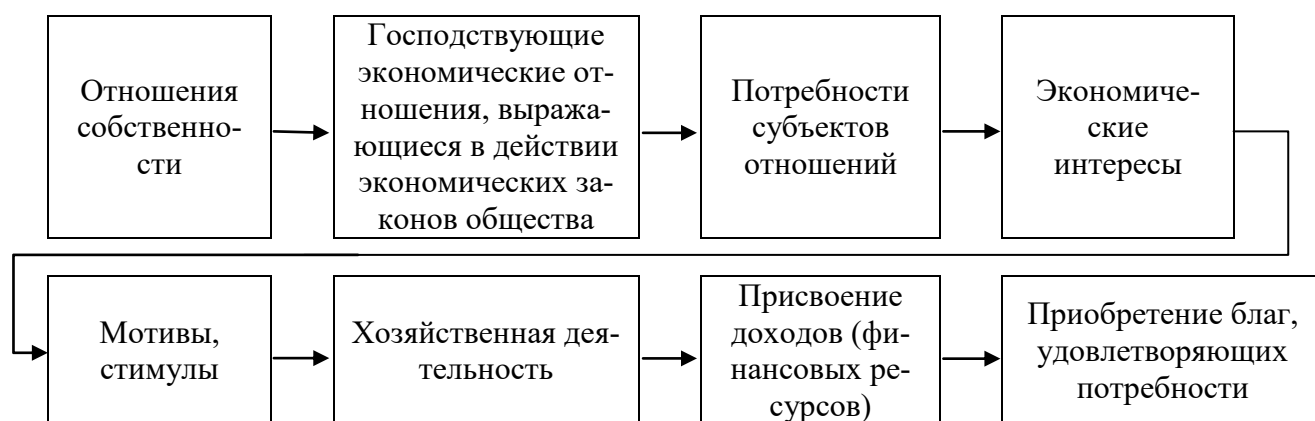 Отношения
собственно-
сти
Господствующие
экономические от-
ношения, выража-
ющиеся в действии
экономических за-
конов общества
Потребности
субъектов
отношений
Экономиче-
ские
интересы
Мотивы,
стимулы
Хозяйственная дея-
тельность
Присвоение
доходов (фи-
нансовых ре-
сурсов)
Приобретение благ,
удовлетворяющих
потребности